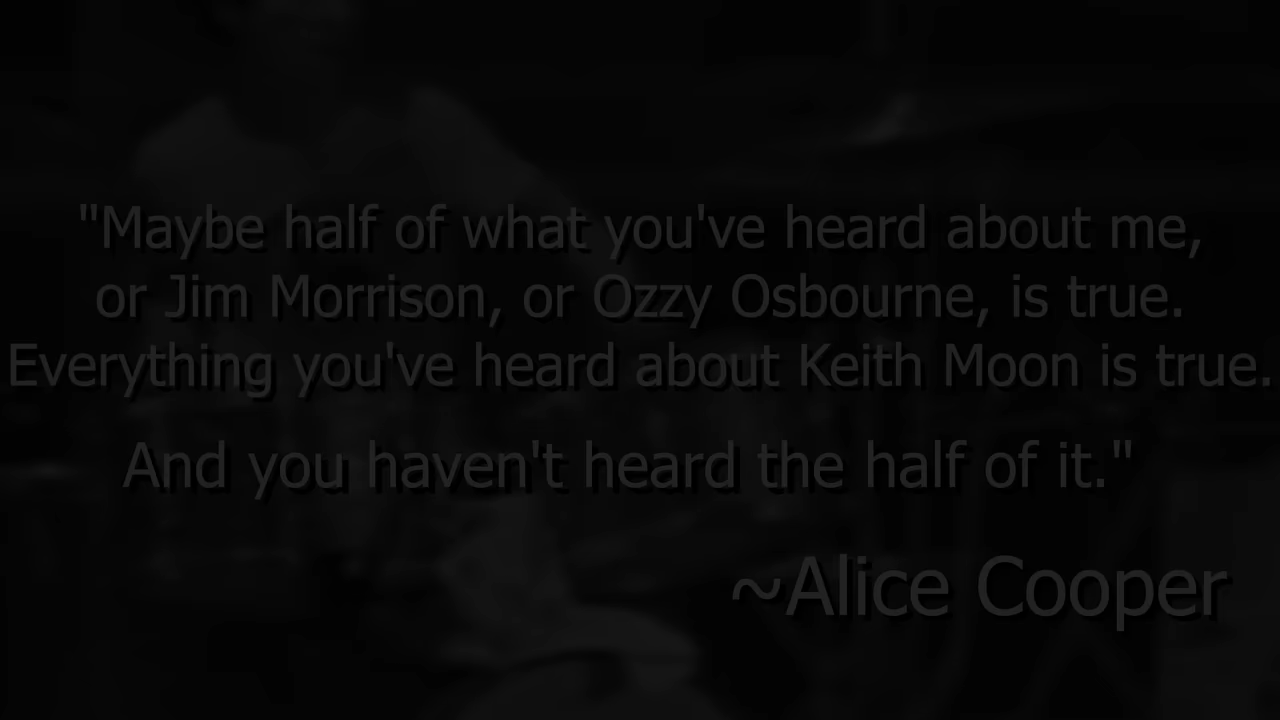 "Maybe half of what you've heard about me,
or Jim Morrison, or Ozzy Osbourne, is true.
Everything you've heard about Keith Moon is true.
And you haven't heard the half of it."
~Alice Cooper